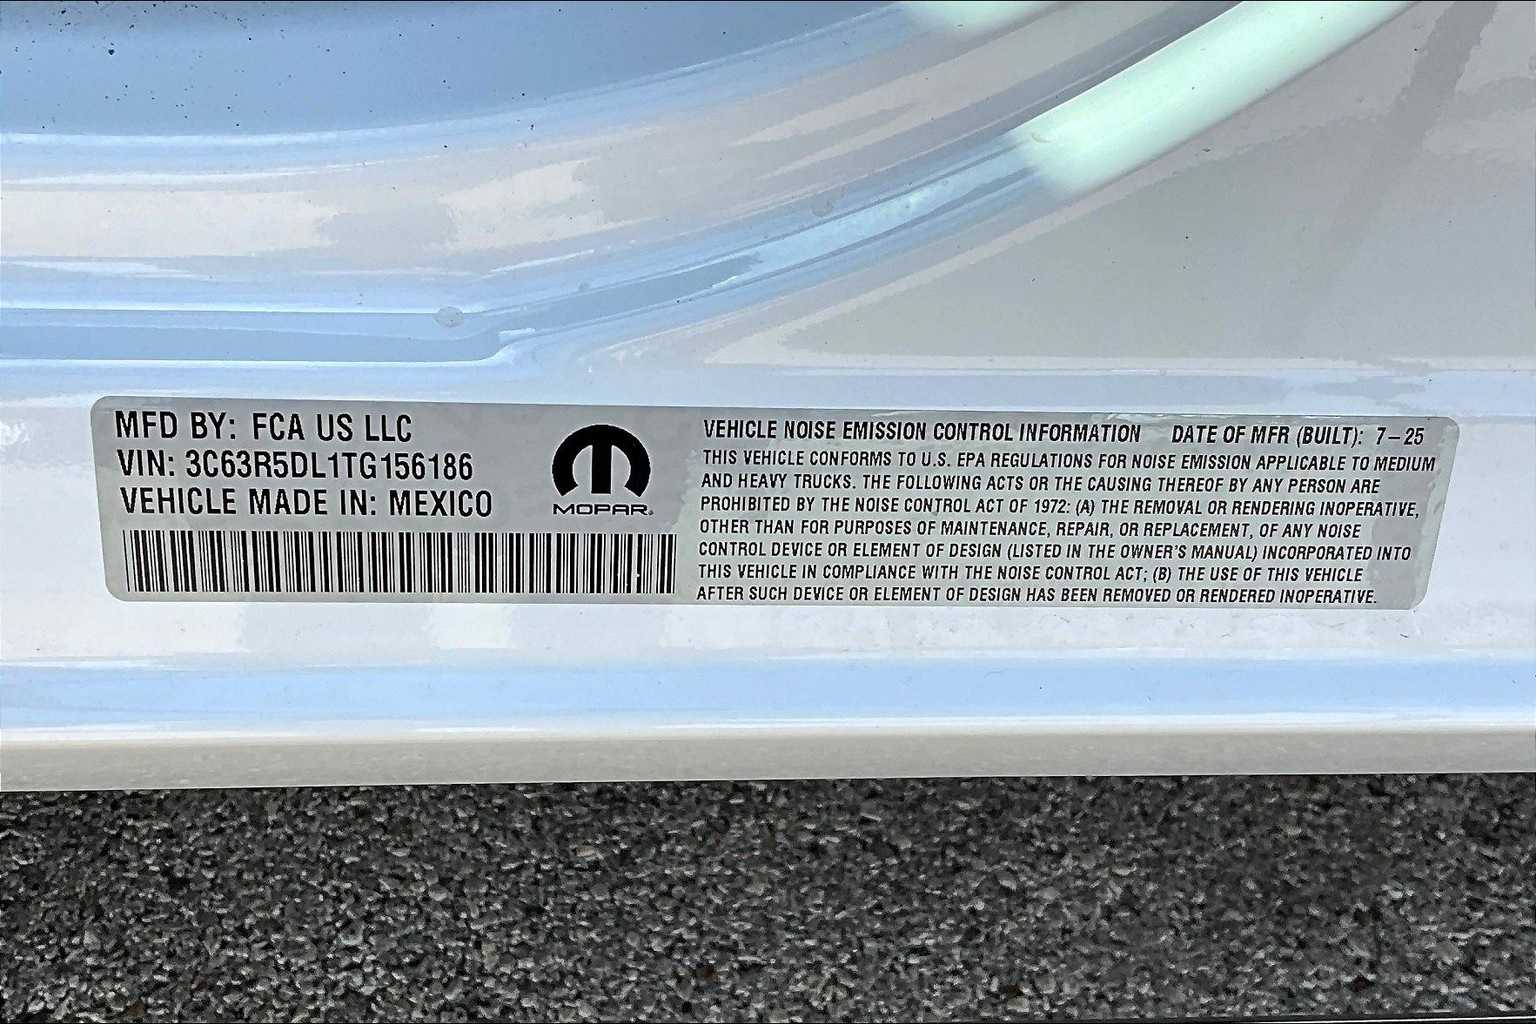 MFD BY: FCA US LLC
VIN: 3C63R5DL1TG156186
VEHICLE MADE IN: MEXICO
MOPAR®
VEHICLE NOISE EMISSION CONTROL INFORMATION DATE OF MFR (BUILT): 7-25
THIS VEHICLE CONFORMS TO U.S. EPA REGULATIONS FOR NOISE EMISSION APPLICABLE TO MEDIUM
AND HEAVY TRUCKS. THE FOLLOWING ACTS OR THE CAUSING THEREOF BY ANY PERSON ARE
PROHIBITED BY THE NOISE CONTROL ACT OF 1972: (A) THE REMOVAL OR RENDERING INOPERATIVE,
OTHER THAN FOR PURPOSES OF MAINTENANCE, REPAIR, OR REPLACEMENT, OF ANY NOISE
CONTROL DEVICE OR ELEMENT OF DESIGN (LISTED IN THE OWNER'S MANUAL) INCORPORATED INTO
THIS VEHICLE IN COMPLIANCE WITH THE NOISE CONTROL ACT; (B) THE USE OF THIS VEHICLE
AFTER SUCH DEVICE OR ELEMENT OF DESIGN HAS BEEN REMOVED OR RENDERED INOPERATIVE.